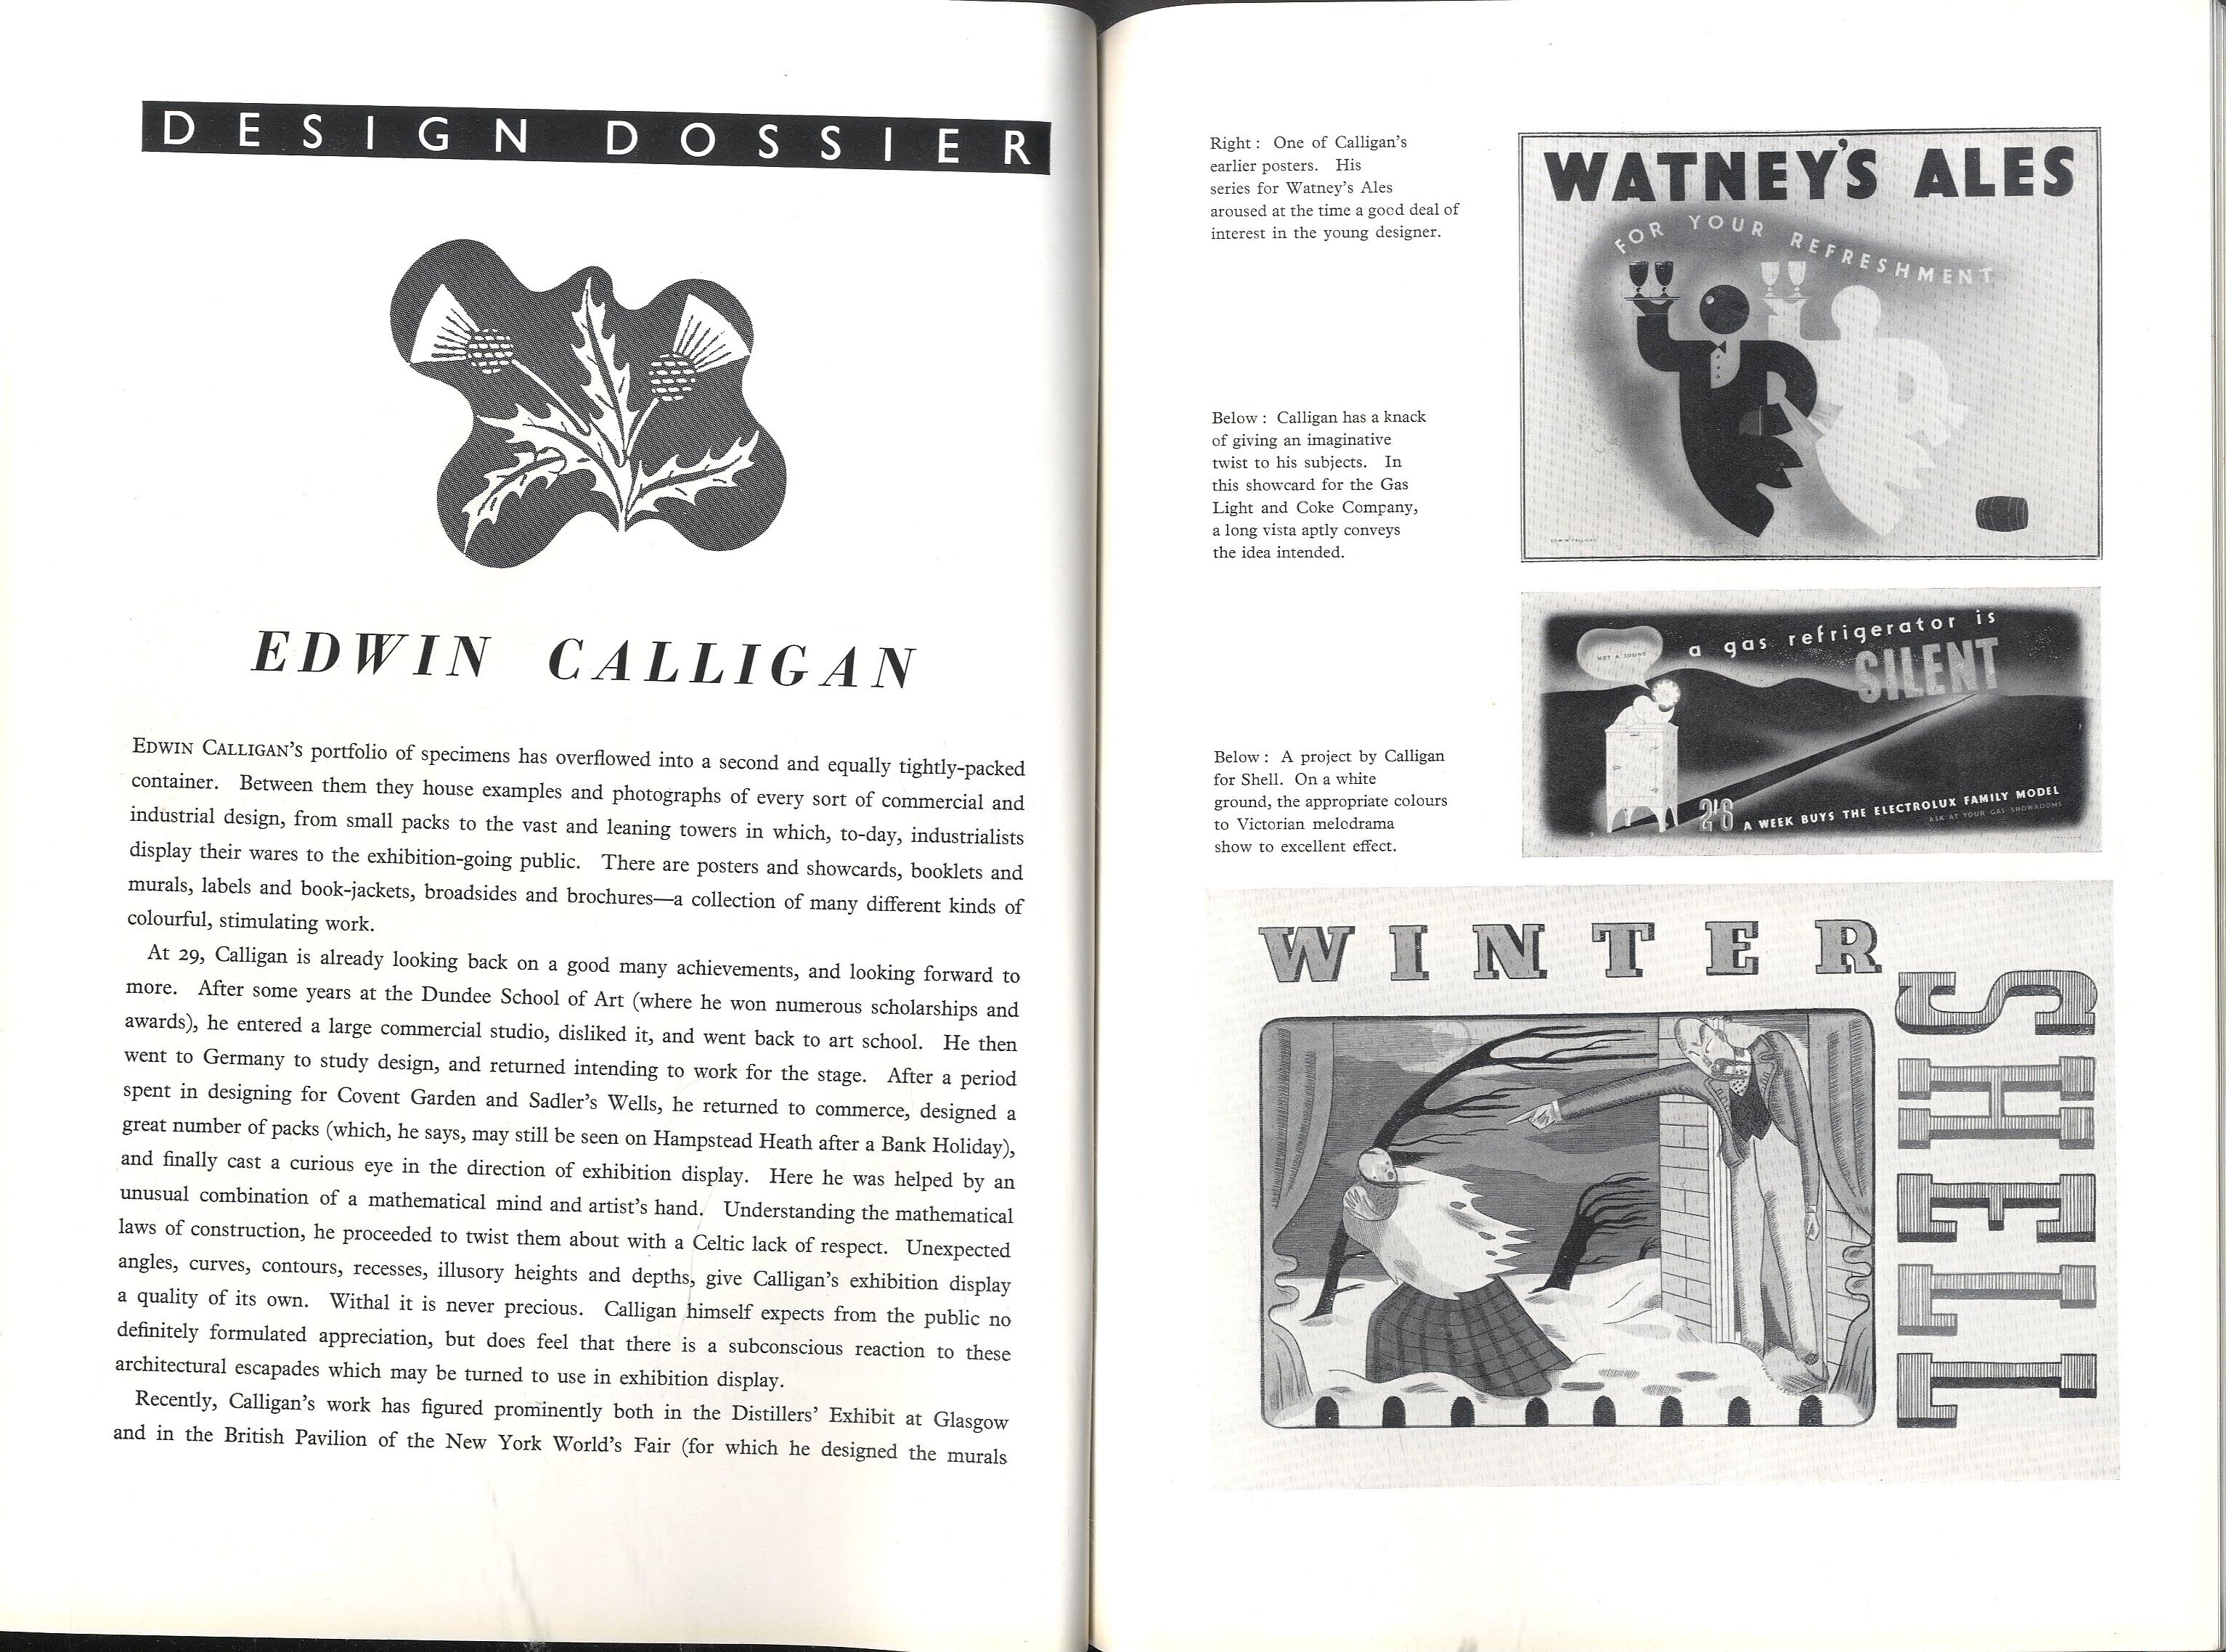 DESIGN DOSSIER
EDWIN CALLIGAN
EDWIN CALLIGAN'S portfolio of specimens has overflowed into a second and equally tightly-packed
container. Between them they house examples and photographs of every sort of commercial and
industrial design, from small packs to the vast and leaning towers in which, to-day, industrialists
display their wares to the exhibition-going public. There are posters and showcards, booklets and
murals, labels and book-jackets, broadsides and brochures—a collection of many different kinds of
colourful, stimulating work.
At 29, Calligan is already looking back on a good many achievements, and looking forward to
more. After some years at the Dundee School of Art (where he won numerous scholarships and
awards), he entered a large commercial studio, disliked it, and went back to art school. He then
went to Germany to study design, and returned intending to work for the stage. After a period
spent in designing for Covent Garden and Sadler's Wells, he returned to commerce, designed a
great number of packs (which, he says, may still be seen on Hampstead Heath after a Bank Holiday),
and finally cast a curious eye in the direction of exhibition display. Here he was helped by an
unusual combination of a mathematical mind and artist's hand. Understanding the mathematical
laws of construction, he proceeded to twist them about with a Celtic lack of respect. Unexpected
angles, curves, contours, recesses, illusory heights and depths, give Calligan's exhibition display
a quality of its own. Withal it is never precious. Calligan himself expects from the public no
definitely formulated appreciation, but does feel that there is a subconscious reaction to these
architectural escapades which may be turned to use in exhibition display.
Recently, Calligan's work has figured prominently both in the Distillers' Exhibit at Glasgow
and in the British Pavilion of the New York World's Fair (for which he designed the murals
Right : One of Calligan's
earlier posters. His
series for Watney's Ales
aroused at the time a good deal of
interest in the young designer.
WATNEY'S ALES
FOR YOUR REFRESHMENT
EDWIN CALLIGAN
Below : Calligan has a knack
of giving an imaginative
twist to his subjects. In
this showcard for the Gas
Light and Coke Company,
a long vista aptly conveys
the idea intended.
NOT A SOUND
a gas refrigerator is
SILENT
2'6 A WEEK BUYS THE ELECTROLUX FAMILY MODEL
ASK AT YOUR GAS SHOWROOMS
Below : A project by Calligan
for Shell. On a white
ground, the appropriate colours
to Victorian melodrama
show to excellent effect.
WINTER
SHELL